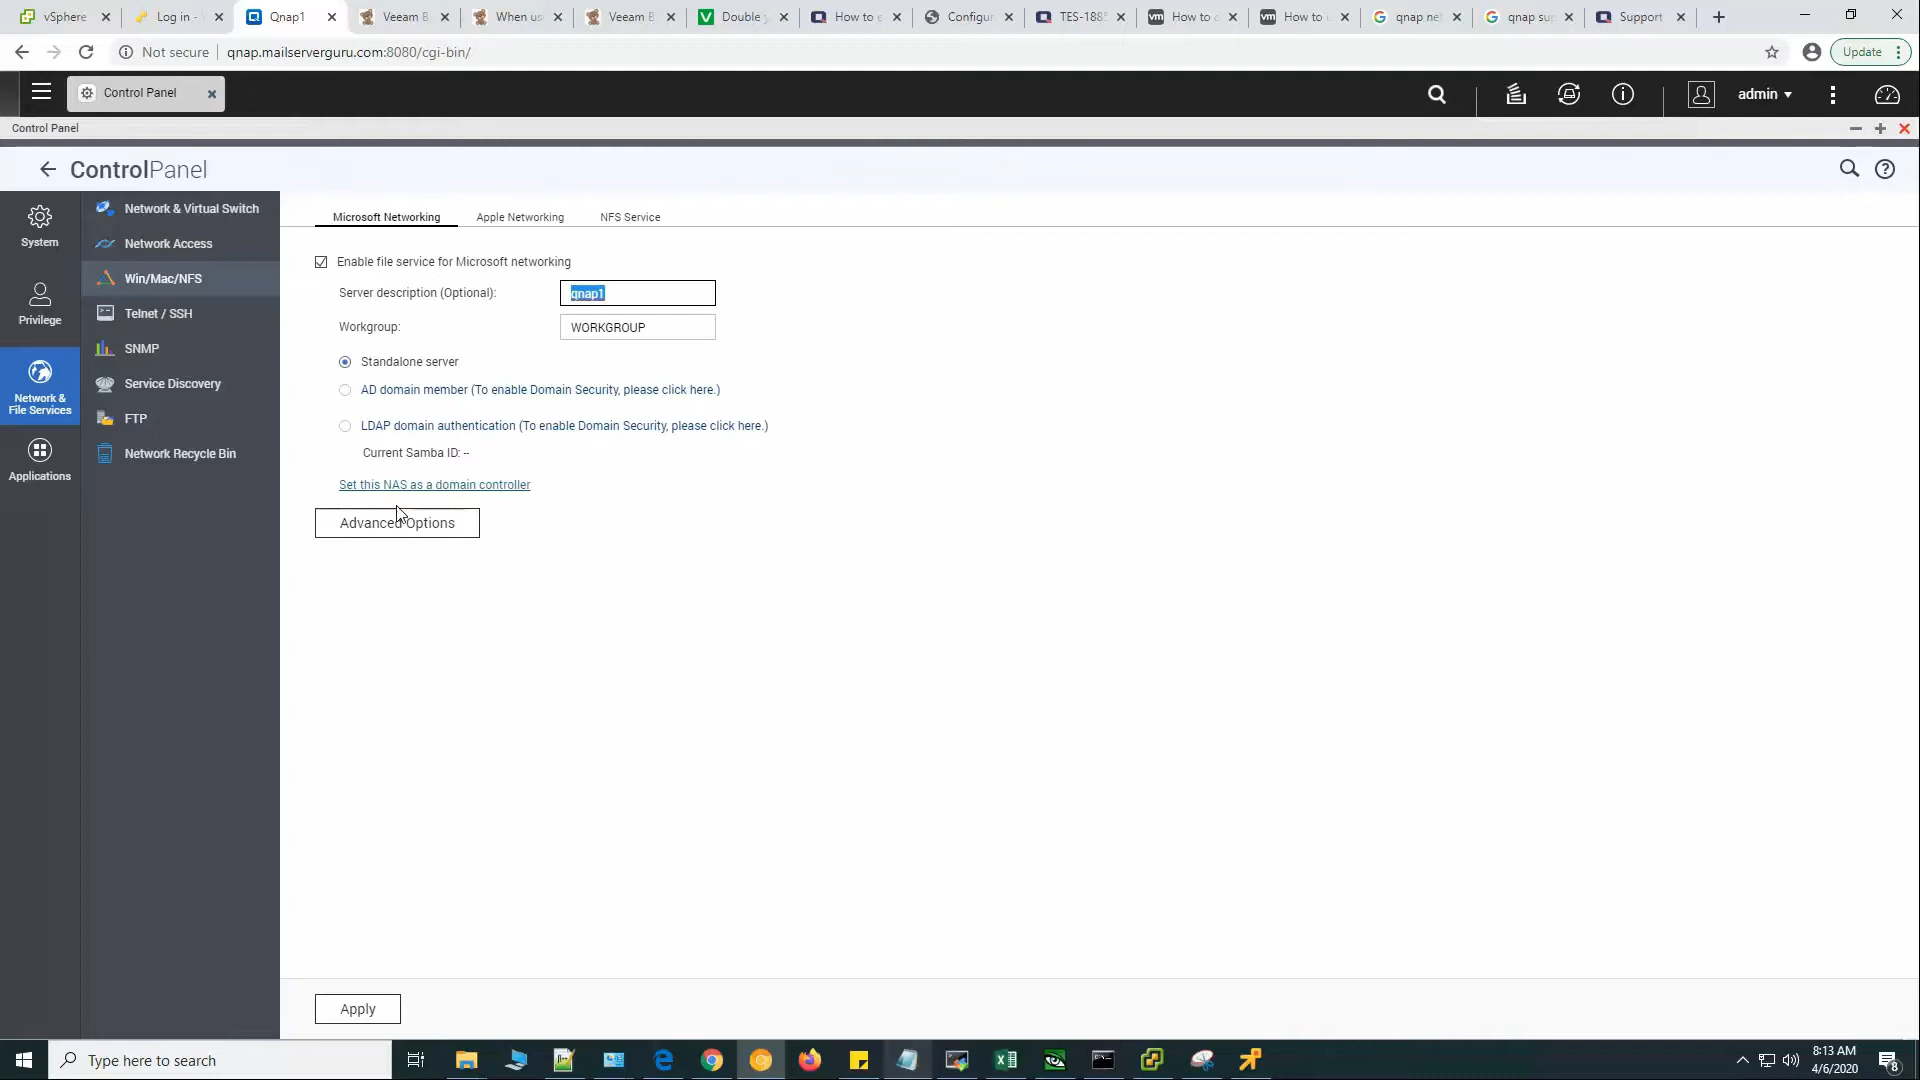 vSphere
Log in -
Qnap1
Veeam B
When us
Veeam B
Double
How to e
Configur
TES-188
How to
How to
qnap ne
qnap sup
Support
Not secure
qnap.mailserverguru.com:8080/cgi-bin/
Update
Control Panel
admin
Control Panel
ControlPanel
System
Privilege
Network &
File Services
Applications
Network & Virtual Switch
Network Access
Win/Mac/NFS
Telnet / SSH
SNMP
Service Discovery
FTP
Network Recycle Bin
Microsoft Networking
Apple Networking
NFS Service
Enable file service for Microsoft networking
Server description (Optional):
qnap1
Workgroup:
WORKGROUP
Standalone server
AD domain member (To enable Domain Security, please click here.)
LDAP domain authentication (To enable Domain Security, please click here.)
Current Samba ID: --
Set this NAS as a domain controller
Advanced Options
Apply
Type here to search
8:13 AM
4/6/2020
8